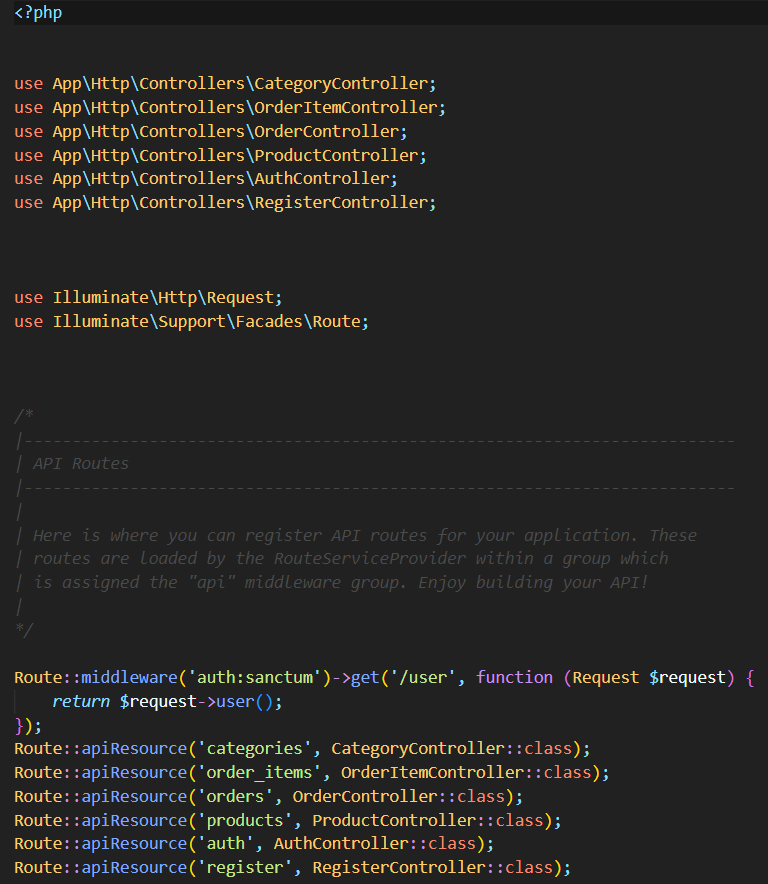 <?php
use App\Http\Controllers\CategoryController;
use App\Http\Controllers\OrderItemController;
use App\Http\Controllers\OrderController;
use App\Http\Controllers\ProductController;
use App\Http\Controllers\AuthController;
use App\Http\Controllers\RegisterController;
use Illuminate\Http\Request;
use Illuminate\Support\Facades\Route;
/*
|--------------------------------------------------------------------------
| API Routes
|--------------------------------------------------------------------------
|
| Here is where you can register API routes for your application. These
| routes are loaded by the RouteServiceProvider within a group which
| is assigned the "api" middleware group. Enjoy building your API!
|
*/
Route::middleware('auth:sanctum')->get('/user', function (Request $request) {
    return $request->user();
});
Route::apiResource('categories', CategoryController::class);
Route::apiResource('order_items', OrderItemController::class);
Route::apiResource('orders', OrderController::class);
Route::apiResource('products', ProductController::class);
Route::apiResource('auth', AuthController::class);
Route::apiResource('register', RegisterController::class);